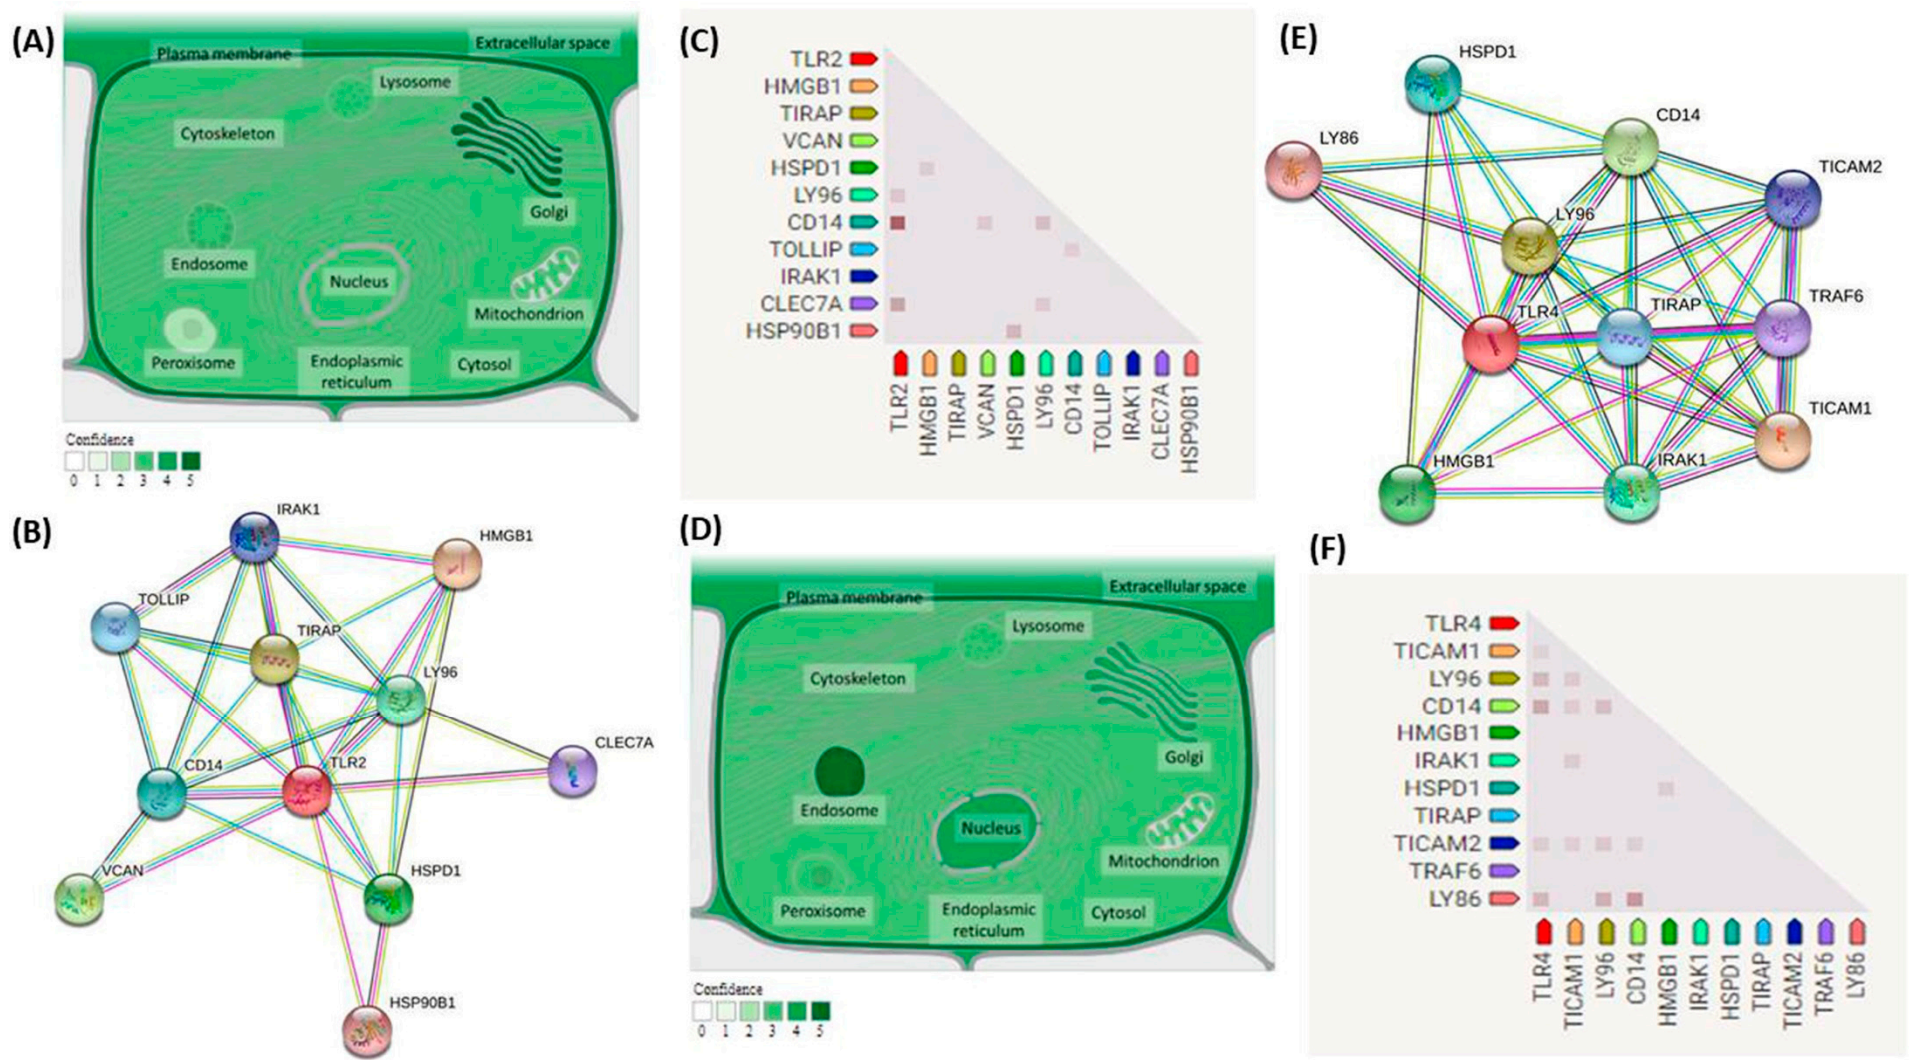 (A)
Plasma membrane
Extracellular space
Lysosome
Cytoskeleton
Golgi
Endosome
Nucleus
Mitochondrion
Peroxisome
Endoplasmic
reticulum
Cytosol
Confidence
0 1 2 3 4 5
(B)
IRAK1
HMGB1
TOLLIP
TIRAP
LY96
CLEC7A
CD14
TLR2
VCAN
HSPD1
HSP90B1
(C)
TLR2
HMGB1
TIRAP
VCAN
HSPD1
LY96
CD14
TOLLIP
IRAK1
CLEC7A
HSP90B1
TLR2 HMGB1 TIRAP VCAN HSPD1 LY96 CD14 TOLLIP IRAK1 CLEC7A HSP90B1
(D)
Plasma membrane
Extracellular space
Lysosome
Cytoskeleton
Golgi
Endosome
Nucleus
Mitochondrion
Peroxisome
Endoplasmic
reticulum
Cytosol
Confidence
0 1 2 3 4 5
(E)
HSPD1
CD14
LY86
TICAM2
LY96
TRAF6
TIRAP
TLR4
TICAM1
HMGB1
IRAK1
(F)
TLR4
TICAM1
LY96
CD14
HMGB1
IRAK1
HSPD1
TIRAP
TICAM2
TRAF6
LY86
TLR4 TICAM1 LY96 CD14 HMGB1 IRAK1 HSPD1 TIRAP TICAM2 TRAF6 LY86